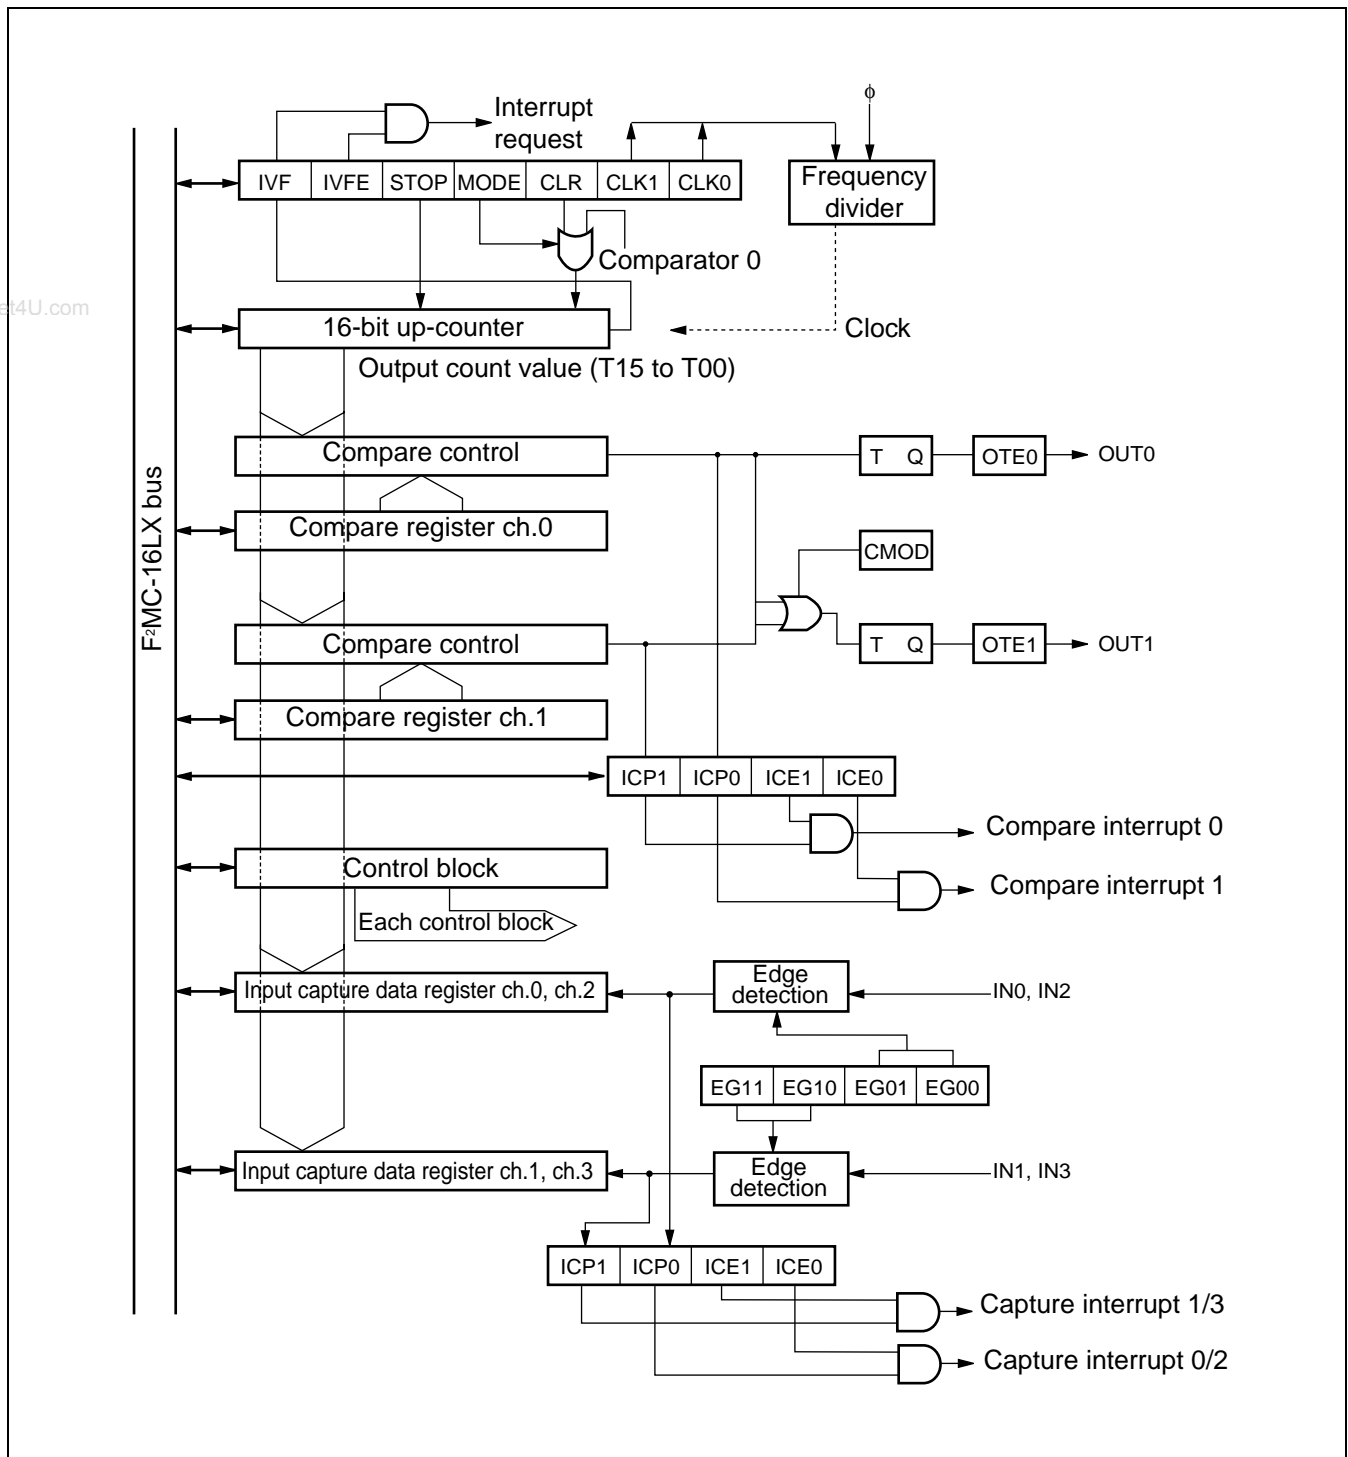 ϕ
Interrupt
request
IVF IVFE STOP MODE CLR CLK1 CLK0
Frequency
divider
Comparator 0
et4U.com
16-bit up-counter
Clock
Output count value (T15 to T00)
F²MC-16LX bus
Compare control
T Q OTE0 OUT0
Compare register ch.0
CMOD
Compare control
T Q OTE1 OUT1
Compare register ch.1
ICP1 ICP0 ICE1 ICE0
Compare interrupt 0
Control block
Compare interrupt 1
Each control block
Edge
detection
Input capture data register ch.0, ch.2
IN0, IN2
EG11 EG10 EG01 EG00
Edge
detection
Input capture data register ch.1, ch.3
IN1, IN3
ICP1 ICP0 ICE1 ICE0
Capture interrupt 1/3
Capture interrupt 0/2